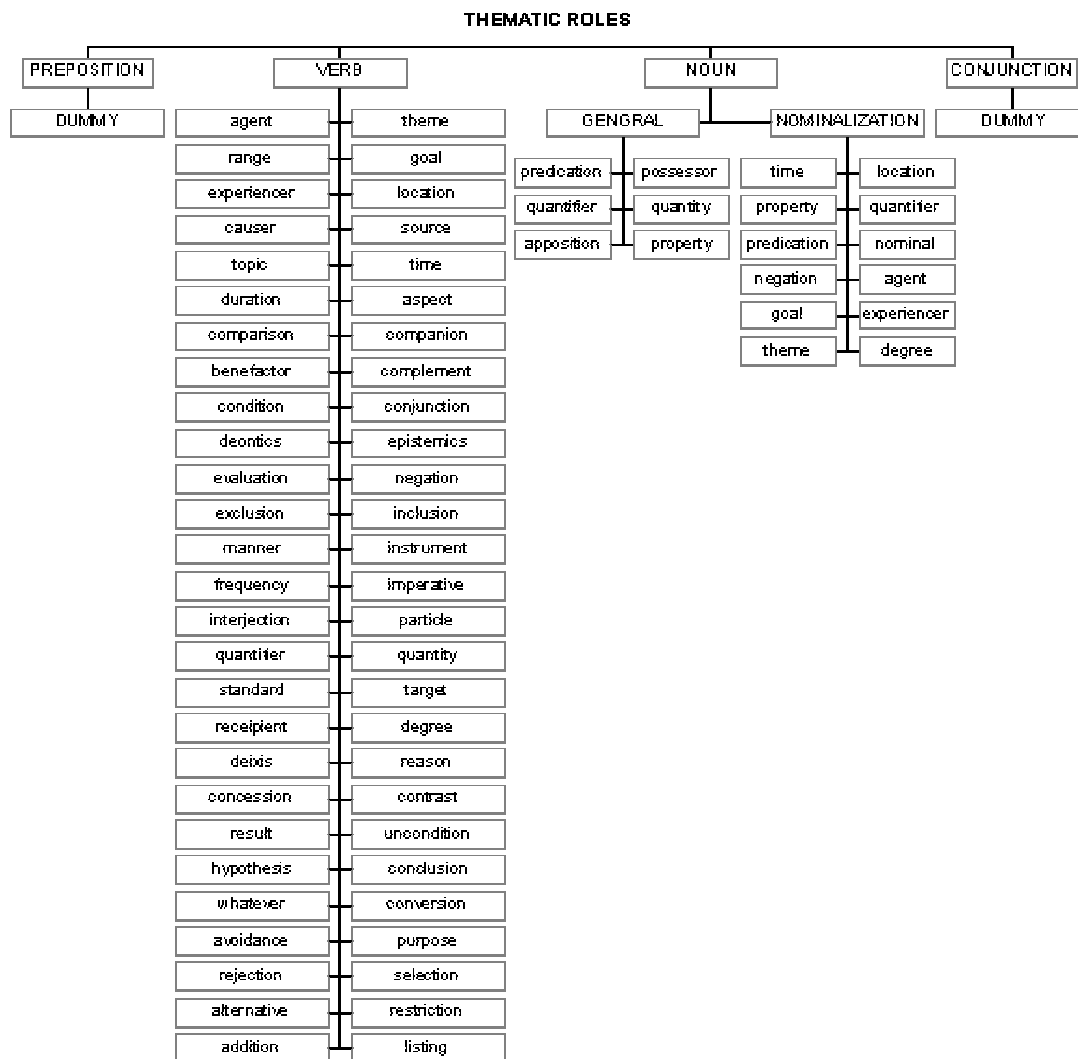 THEMATIC ROLES
PREPOSITION VERB NOUN CONJUNCTION
DUMMY agent theme GENGRAL NOMINALIZATION DUMMY
range goal predication possessor time location
experiencer location quantifier quantity property quantifier
causer source apposition property predication nominal
topic time negation agent
duration aspect goal experiencer
comparison companion theme degree
benefactor complement
condition conjunction
deontics epistemics
evaluation negation
exclusion inclusion
manner instrument
frequency imperative
interjection particle
quantifier quantity
standard target
receipient degree
deixis reason
concession contrast
result uncondition
hypothesis conclusion
whatever conversion
avoidance purpose
rejection selection
alternative restriction
addition listing